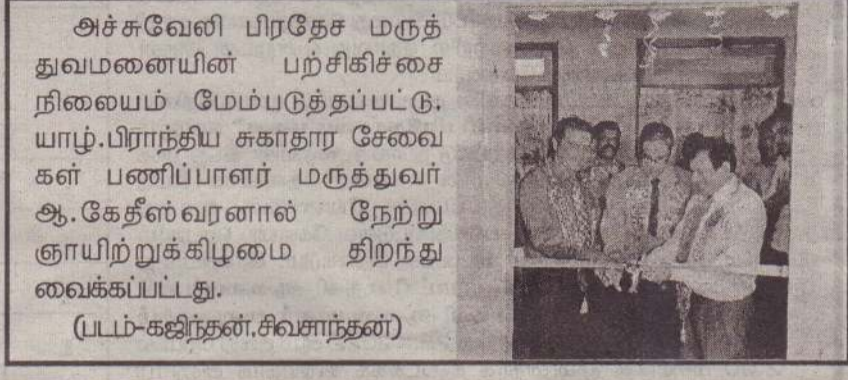 அச்சுவேலி பிரதேச மருத்
துவமனையின் பற்சிகிச்சை
நிலையம் மேம்படுத்தப்பட்டு,
யாழ்.பிராந்திய சுகாதார சேவை
கள் பணிப்பாளர் மருத்துவர்
ஆ.கேதீஸ்வரனால் நேற்று
ஞாயிற்றுக்கிழமை திறந்து
வைக்கப்பட்டது.
(படம்-கஜிந்தன்,சிவசாந்தன்)